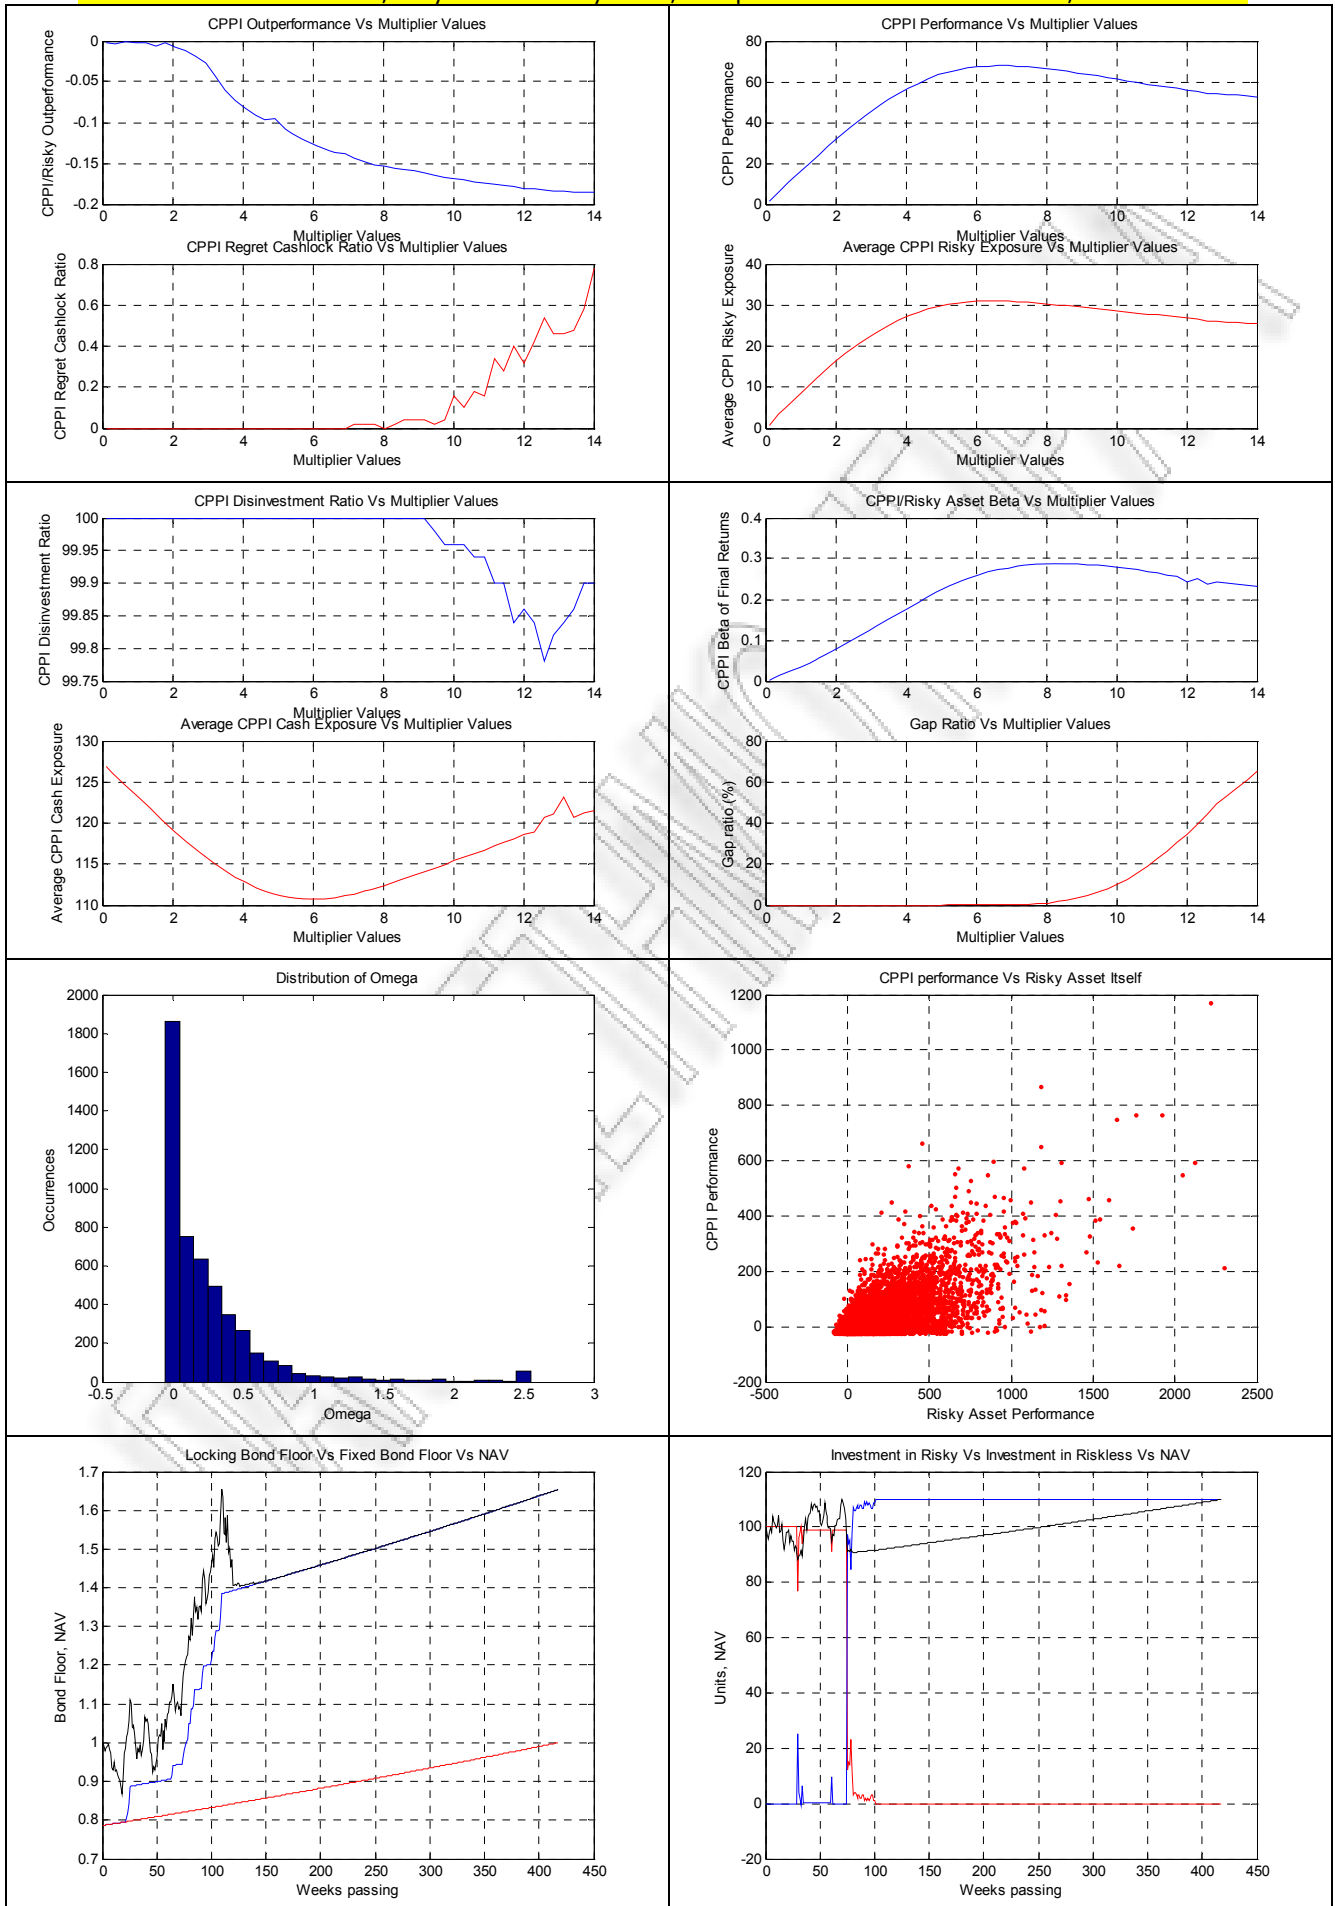 CPPI Outperformance Vs Multiplier Values
CPPI/Risky Outperformance
0
-0.05
-0.1
-0.15
-0.2
0 2 4 6 8 10 12 14
Multiplier Values
CPPI Regret Cashlock Ratio Vs Multiplier Values
CPPI Regret Cashlock Ratio
0.8
0.6
0.4
0.2
0
0 2 4 6 8 10 12 14
Multiplier Values
CPPI Performance Vs Multiplier Values
CPPI Performance
80
60
40
20
0
0 2 4 6 8 10 12 14
Multiplier Values
Average CPPI Risky Exposure Vs Multiplier Values
Average CPPI Risky Exposure
40
30
20
10
0
0 2 4 6 8 10 12 14
Multiplier Values
CPPI Disinvestment Ratio Vs Multiplier Values
CPPI Disinvestment Ratio
100
99.95
99.9
99.85
99.8
99.75
0 2 4 6 8 10 12 14
Multiplier Values
Average CPPI Cash Exposure Vs Multiplier Values
Average CPPI Cash Exposure
130
125
120
115
110
0 2 4 6 8 10 12 14
Multiplier Values
CPPI/Risky Asset Beta Vs Multiplier Values
CPPI Beta of Final Returns
0.4
0.3
0.2
0.1
0
0 2 4 6 8 10 12 14
Gap Ratio Vs Multiplier Values
Gap ratio (%)
80
60
40
20
0
0 2 4 6 8 10 12 14
Multiplier Values
Distribution of Omega
Occurrences
2000
1800
1600
1400
1200
1000
800
600
400
200
0
-0.5 0 0.5 1 1.5 2 2.5 3
Omega
CPPI performance Vs Risky Asset Itself
CPPI Performance
1200
1000
800
600
400
200
0
-200
-500 0 500 1000 1500 2000 2500
Risky Asset Performance
Locking Bond Floor Vs Fixed Bond Floor Vs NAV
Bond Floor, NAV
1.7
1.6
1.5
1.4
1.3
1.2
1.1
1
0.9
0.8
0.7
0 50 100 150 200 250 300 350 400 450
Weeks passing
Investment in Risky Vs Investment in Riskless Vs NAV
Units, NAV
120
100
80
60
40
20
0
-20
0 50 100 150 200 250 300 350 400 450
Weeks passing